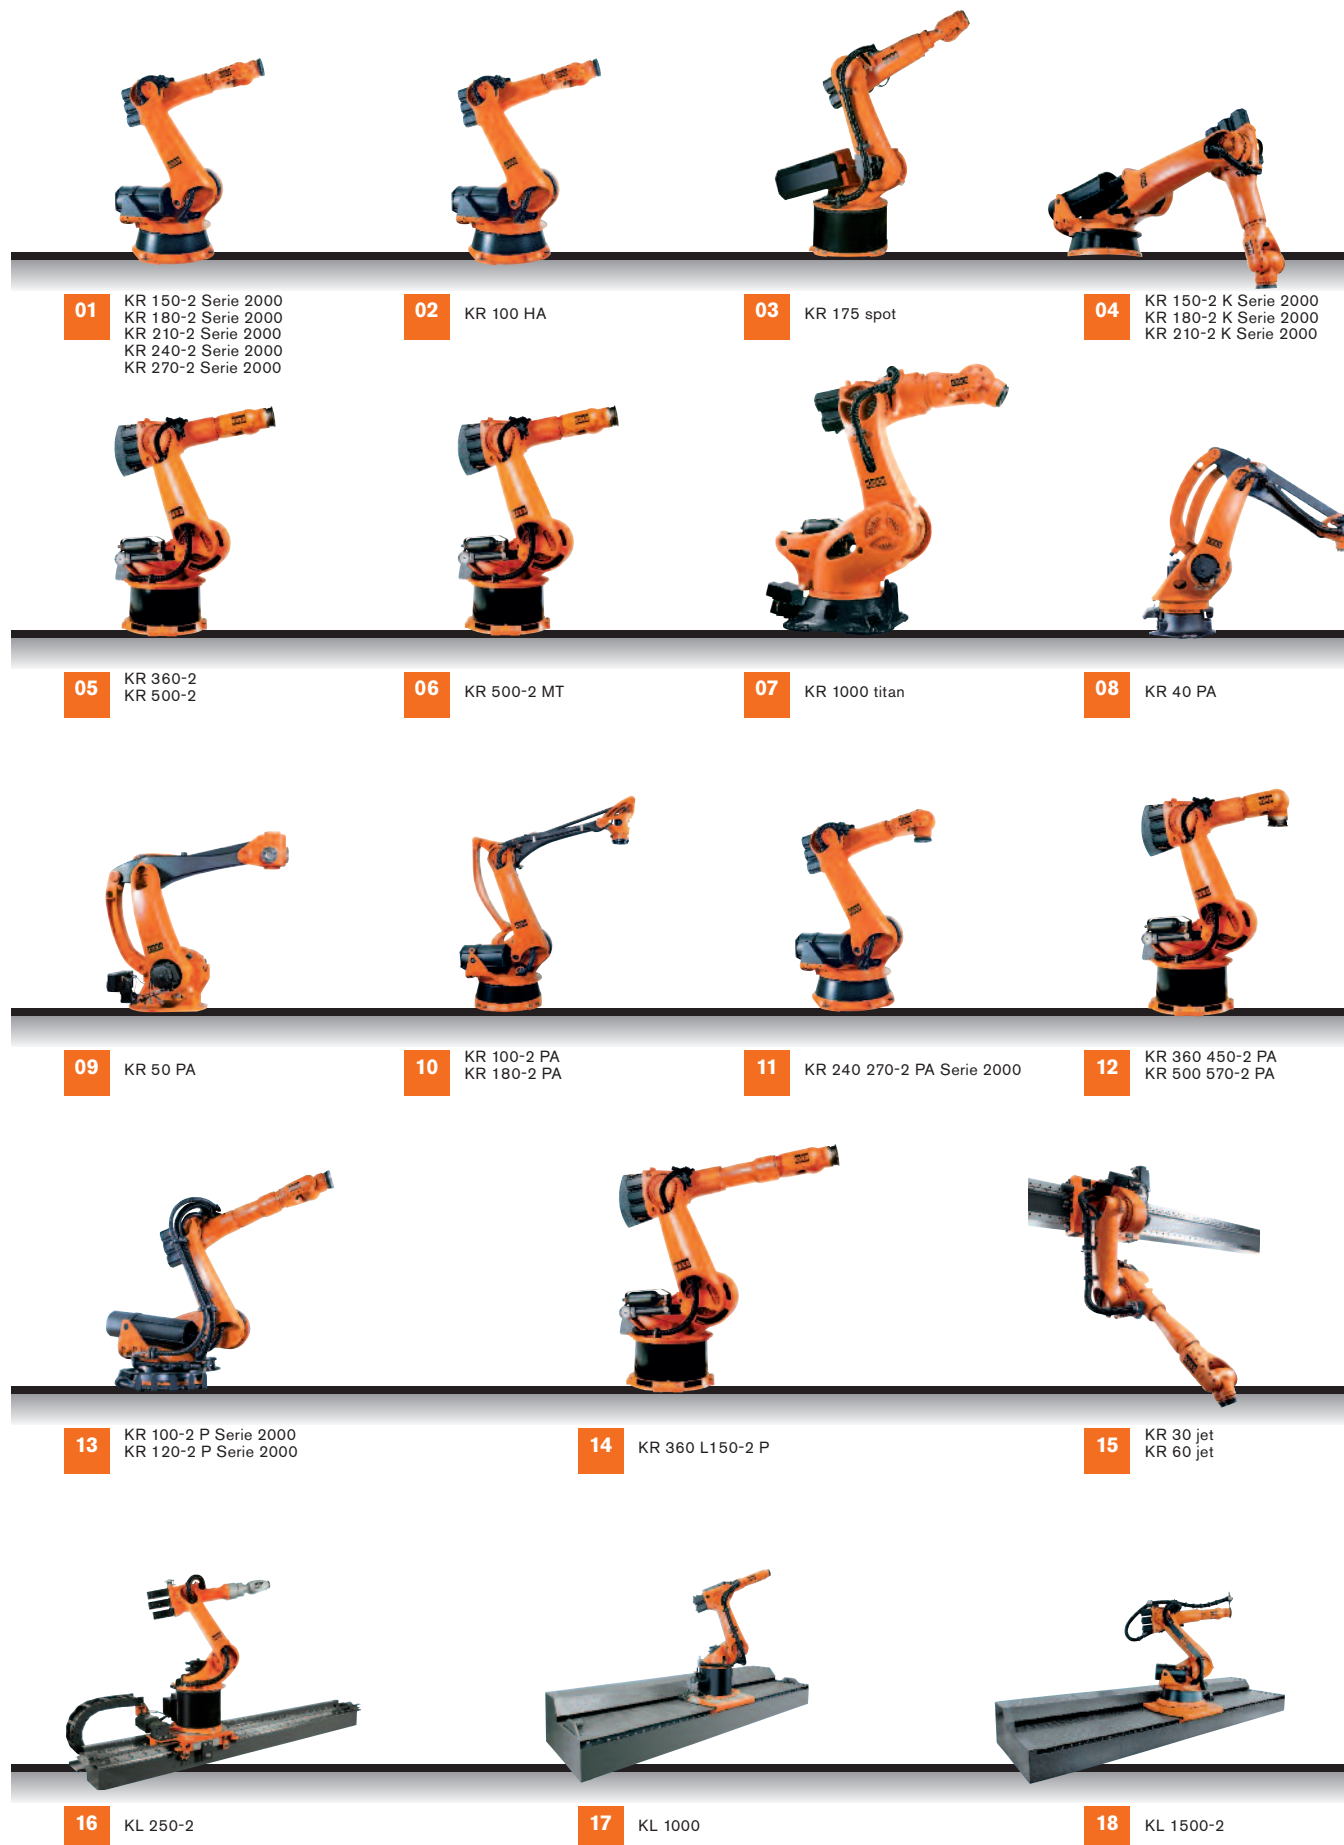 01
KR 150-2 Serie 2000
KR 180-2 Serie 2000
KR 210-2 Serie 2000
KR 240-2 Serie 2000
KR 270-2 Serie 2000
02
KR 100 HA
03
KR 175 spot
04
KR 150-2 K Serie 2000
KR 180-2 K Serie 2000
KR 210-2 K Serie 2000
05
KR 360-2
KR 500-2
06
KR 500-2 MT
07
KR 1000 titan
08
KR 40 PA
09
KR 50 PA
10
KR 100-2 PA
KR 180-2 PA
11
KR 240 270-2 PA Serie 2000
12
KR 360 450-2 PA
KR 500 570-2 PA
13
KR 100-2 P Serie 2000
KR 120-2 P Serie 2000
14
KR 360 L150-2 P
15
KR 30 jet
KR 60 jet
16
KL 250-2
17
KL 1000
18
KL 1500-2